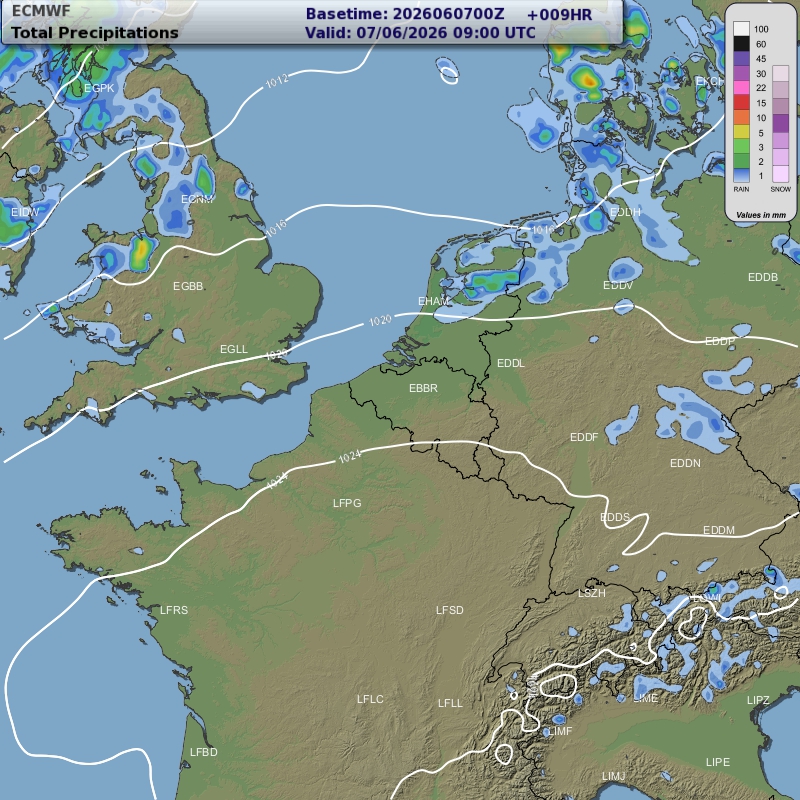 ECMWF
Basetime: 2026060700Z +009HR
Total Precipitations
Valid: 07/06/2026 09:00 UTC
100
60
45
30
22
15
10
5
3
2
1
RAIN SNOW
Values in mm
EGPK
1012
EKCH
EIDW
EGNM
1016
1016
EDDH
EGBB
EDDV
EDDB
EHAM
1020
EGLL
1020
EDDP
EDDL
EBBR
EDDF
1024
EDDN
1024
LFPG
EDDS
EDDM
LFRS
LFSD
LSZH
LOWI
LFLC
LFLL
LIME
LIPZ
LIMF
LFBD
LIPE
LIMJ